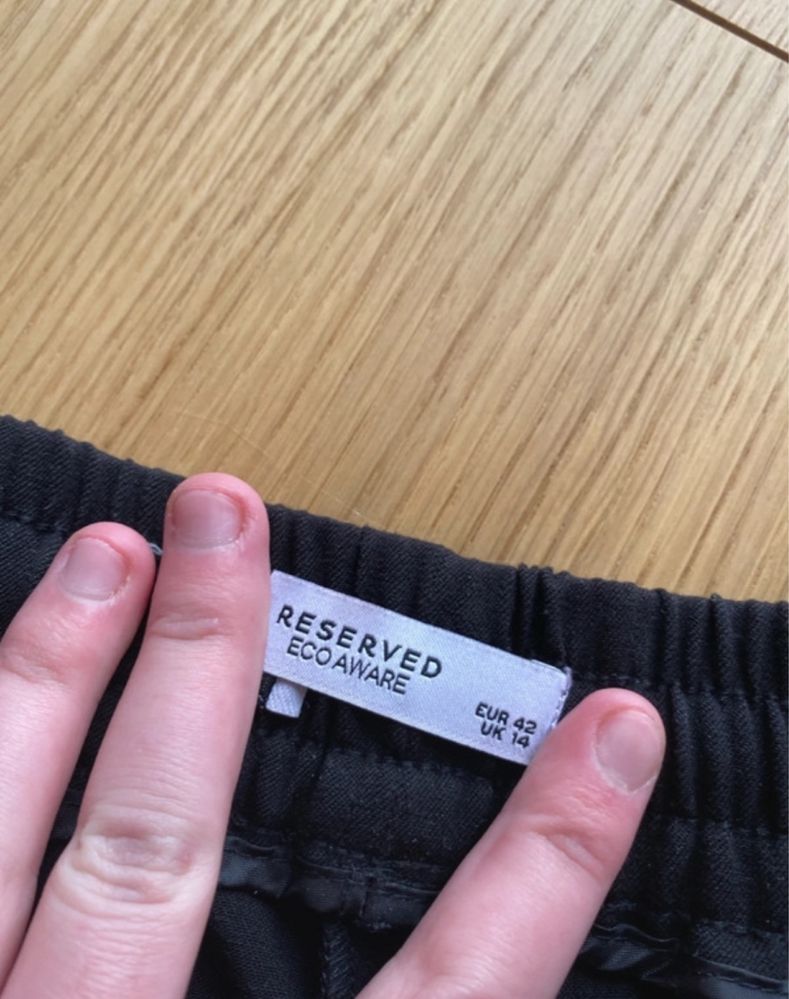 RESERVED
ECO AWARE
EUR 42
UK 14